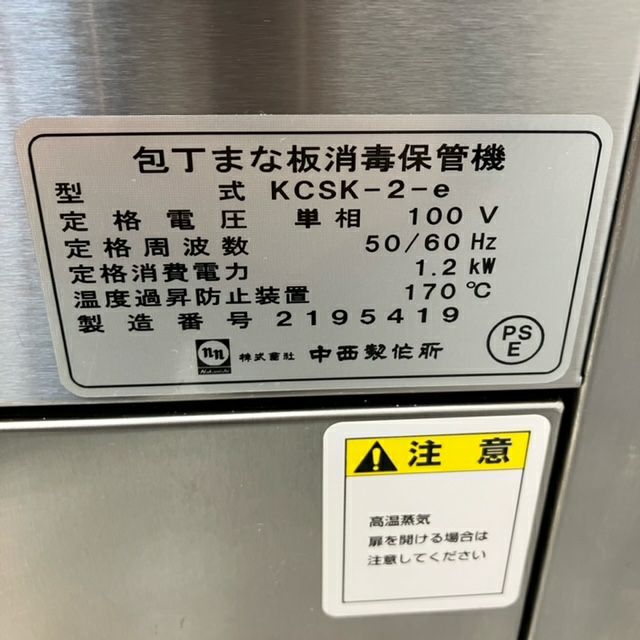 包丁まな板消毒保管機
型式 KCSK-2-e
定格電圧 単相 100 V
定格周波数 50/60 Hz
定格消費電力 1.2 kW
温度過昇防止装置 170 ℃
製造番号 2195419
PS
E
nn
株式會社 中西製作所
注意
高温蒸気
扉を開ける場合は
注意してください